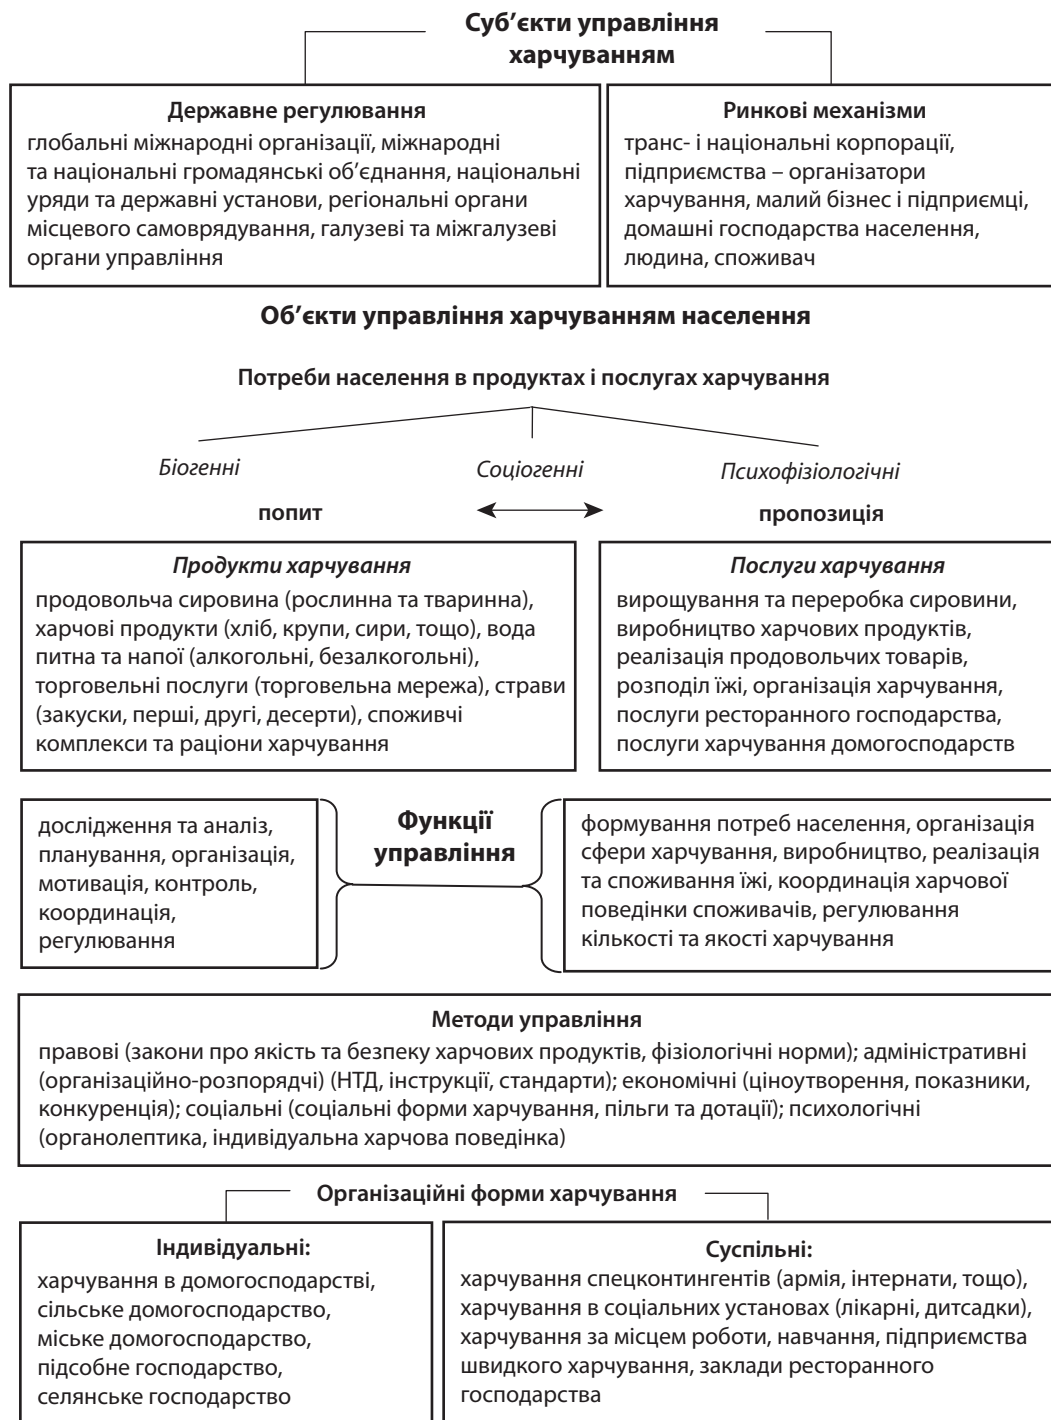 Суб’єкти управління
харчуванням
Державне регулювання
глобальні міжнародні організації, міжнародні
та національні громадянські об’єднання, національні
уряди та державні установи, регіональні органи
місцевого самоврядування, галузеві та міжгалузеві
органи управління
Ринкові механізми
транс- і національні корпорації,
підприємства – організатори
харчування, малий бізнес і підприємці,
домашні господарства населення,
людина, споживач
Об’єкти управління харчуванням населення
Потреби населення в продуктах і послугах харчування
Біогенні
Соціогенні
Психофізіологічні
попит
пропозиція
Продукти харчування
продовольча сировина (рослинна та тваринна),
харчові продукти (хліб, крупи, сири, тощо), вода
питна та напої (алкогольні, безалкогольні),
торговельні послуги (торговельна мережа), страви
(закуски, перші, другі, десерти), споживчі
комплекси та раціони харчування
Послуги харчування
вирощування та переробка сировини,
виробництво харчових продуктів,
реалізація продовольчих товарів,
розподіл їжі, організація харчування,
послуги ресторанного господарства,
послуги харчування домогосподарств
дослідження та аналіз,
планування, організація,
мотивація, контроль,
координація,
регулювання
Функції
управління
формування потреб населення, організація
сфери харчування, виробництво, реалізація
та споживання їжі, координація харчової
поведінки споживачів, регулювання
кількості та якості харчування
Методи управління
правові (закони про якість та безпеку харчових продуктів, фізіологічні норми); адміністративні
(організаційно-розпорядчі) (НТД, інструкції, стандарти); економічні (ціноутворення, показники,
конкуренція); соціальні (соціальні форми харчування, пільги та дотації); психологічні
(органолептика, індивідуальна харчова поведінка)
Організаційні форми харчування
Індивідуальні:
харчування в домогосподарстві,
сільське домогосподарство,
міське домогосподарство,
підсобне господарство,
селянське господарство
Суспільні:
харчування спецконтингентів (армія, інтернати, тощо),
харчування в соціальних установах (лікарні, дитсадки),
харчування за місцем роботи, навчання, підприємства
швидкого харчування, заклади ресторанного
господарства